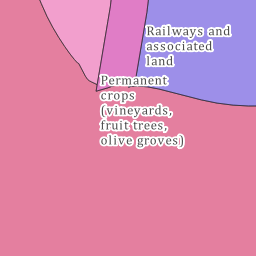 Railways and
associated
land
Permanent
crops
(vineyards,
fruit trees,
olive groves)